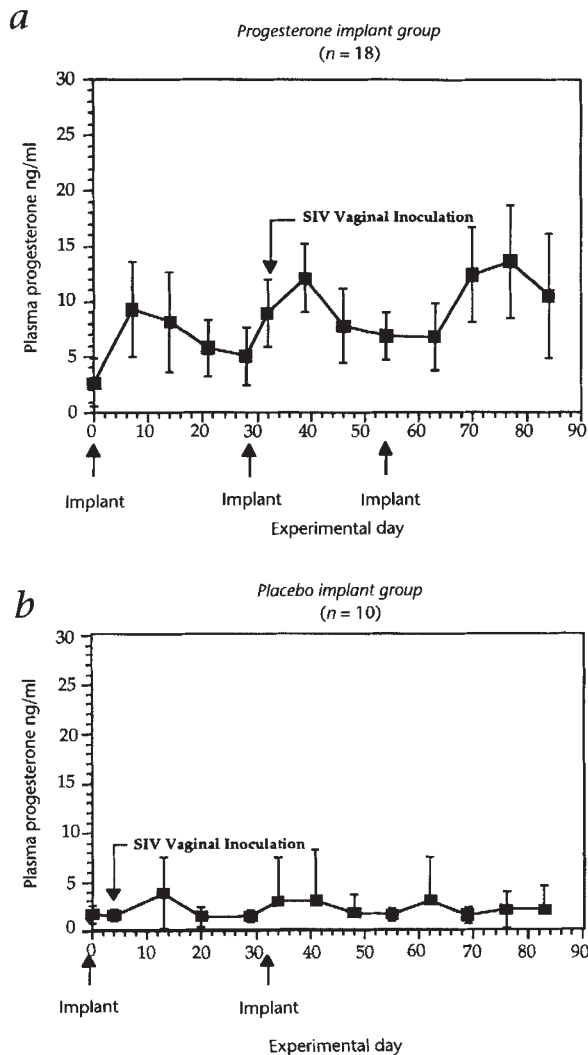 a
Progesterone implant group
(n = 18)
Plasma progesterone ng/ml
30
25
20
15
10
5
0
SIV Vaginal Inoculation
0 10 20 30 40 50 60 70 80 90
Implant Implant Implant
Experimental day
b
Placebo implant group
(n = 10)
Plasma progesterone ng/ml
30
25
20
15
10
5
0
SIV Vaginal Inoculation
0 10 20 30 40 50 60 70 80 90
Implant Implant
Experimental day